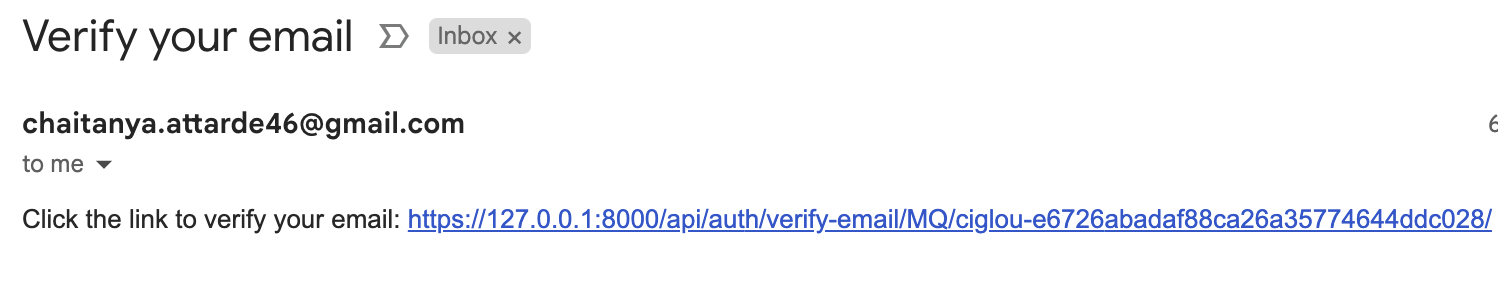 Verify your email Inbox x
chaitanya.attarde46@gmail.com 6
to me
Click the link to verify your email: https://127.0.0.1:8000/api/auth/verify-email/MQ/ciglou-e6726abadaf88ca26a35774644ddc028/